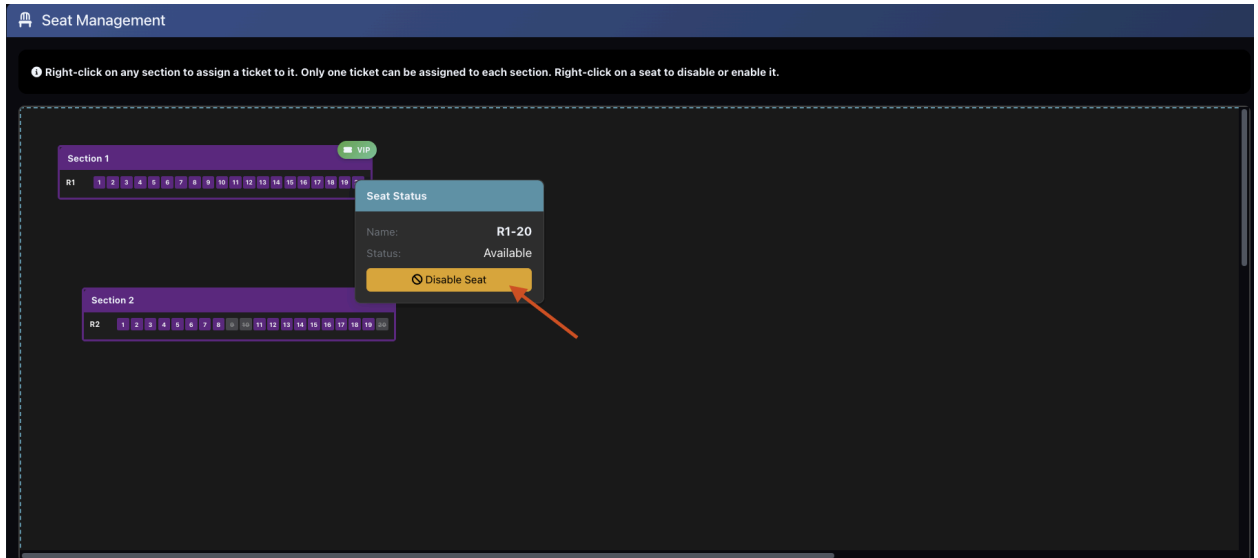 Seat Management
Right-click on any section to assign a ticket to it. Only one ticket can be assigned to each section. Right-click on a seat to disable or enable it.
VIP
Section 1
R1 1 2 3 4 5 6 7 8 9 10 11 12 13 14 15 16 17 18 19
Seat Status
Name: R1-20
Status: Available
Disable Seat
Section 2
R2 1 2 3 4 5 6 7 8 9 10 11 12 13 14 15 16 17 18 19 20